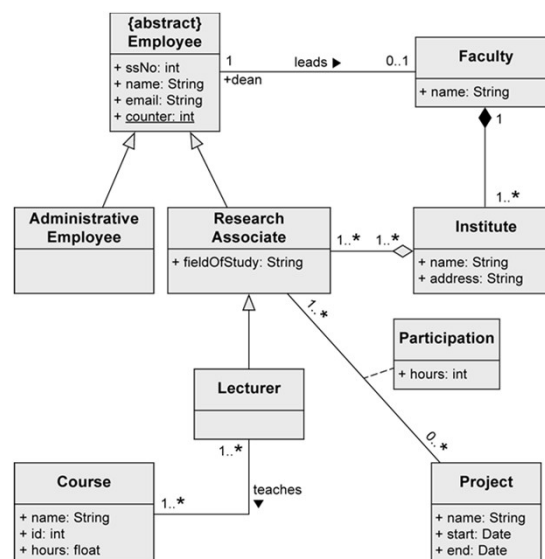 {abstract}
Employee
+ ssNo: int
+ name: String
+ email: String
+ counter: int
1
+dean
leads ▶
0..1
Faculty
+ name: String
1
1..*
Administrative
Employee
Research
Associate
+ fieldOfStudy: String
1..*
1..*
Institute
+ name: String
+ address: String
1..*
Participation
+ hours: int
Lecturer
1..*
0..*
teaches
▼
1..*
Course
+ name: String
+ id: int
+ hours: float
Project
+ name: String
+ start: Date
+ end: Date